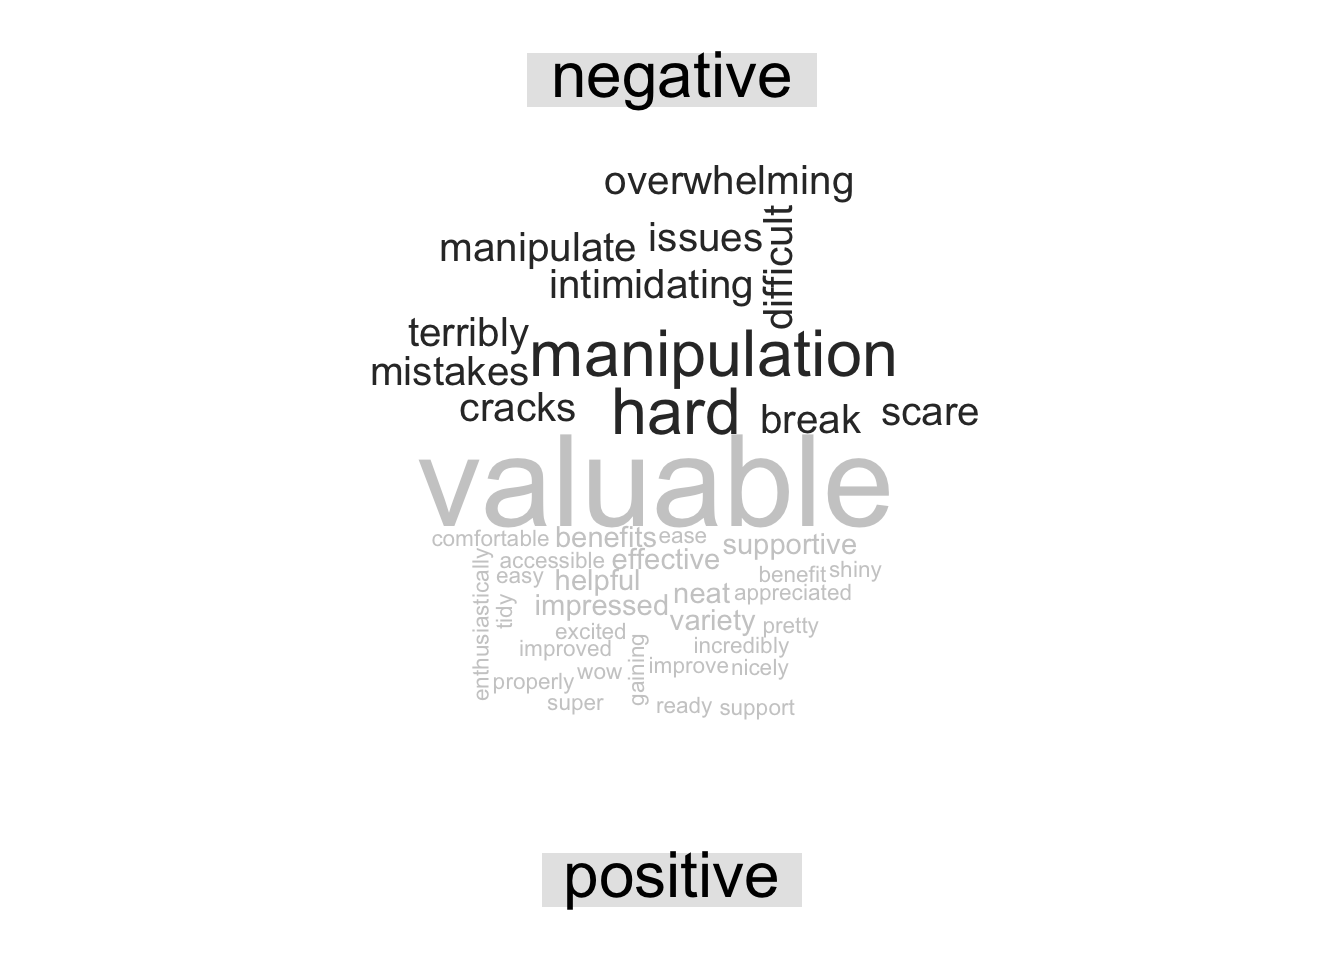 negative
overwhelming
difficult
issues
manipulate
intimidating
terribly
manipulation
mistakes
cracks
hard
break
scare
valuable
comfortable
benefits
ease
supportive
enthusiastically
accessible
effective
easy
helpful
benefit
shiny
tidy
impressed
neat
appreciated
excited
variety
pretty
improved
gaining
incredibly
properly
wow
improve
nicely
super
ready
support
positive